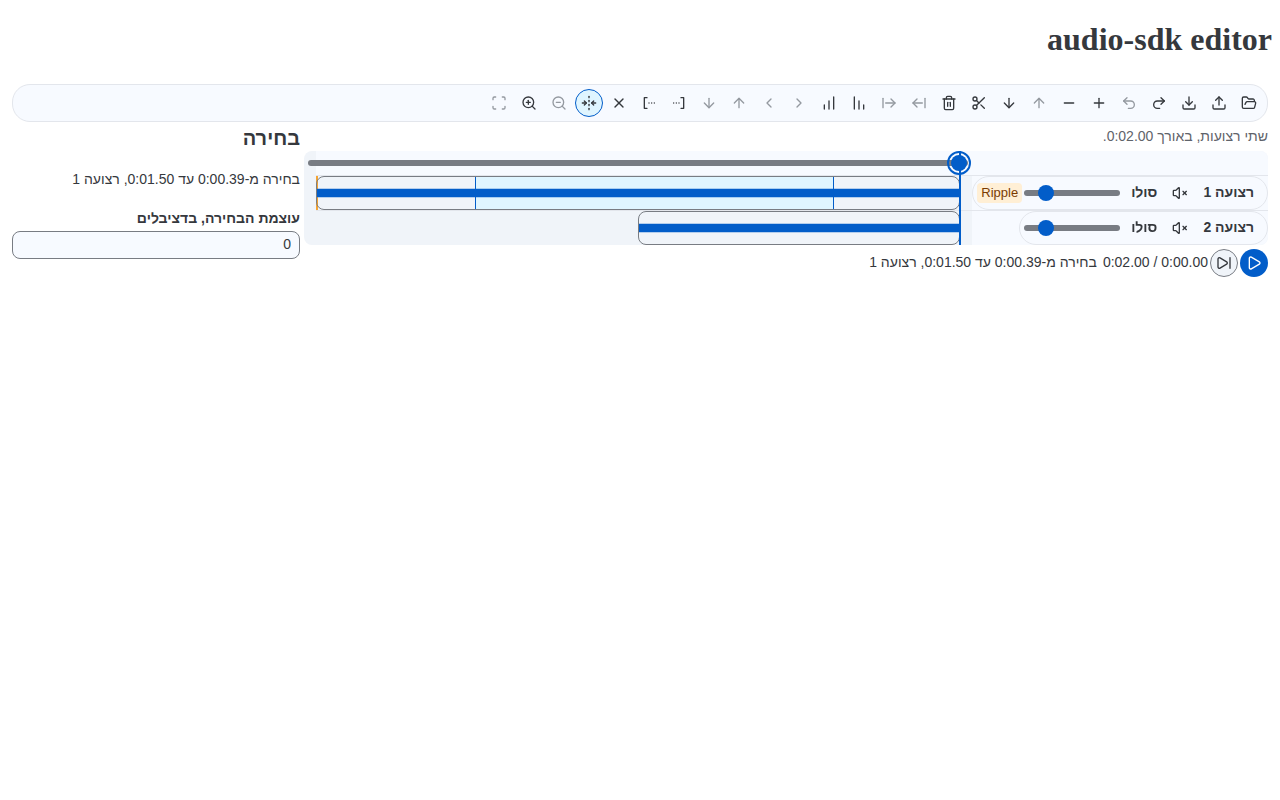 audio-sdk editor
שתי רצועות, באורך 0:02.00.
רצועה 1 סולו Ripple
רצועה 2 סולו
0:00.00 / 0:02.00 בחירה מ-0:00.39 עד 0:01.50, רצועה 1
בחירה
בחירה מ-0:00.39 עד 0:01.50, רצועה 1
עוצמת הבחירה, בדציבלים
0